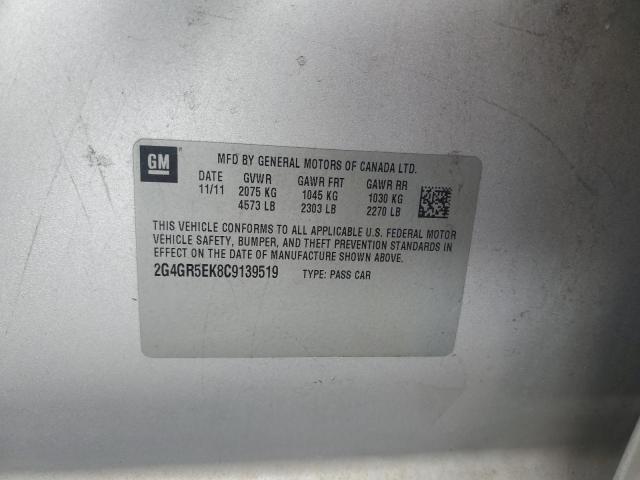 GM
MFD BY GENERAL MOTORS OF CANADA LTD.
DATE GVWR GAWR FRT GAWR RR
11/11 2075 KG 1045 KG 1030 KG
4573 LB 2303 LB 2270 LB
THIS VEHICLE CONFORMS TO ALL APPLICABLE U.S. FEDERAL MOTOR
VEHICLE SAFETY, BUMPER, AND THEFT PREVENTION STANDARDS IN
EFFECT ON THE DATE OF MANUFACTURE SHOWN ABOVE.
2G4GR5EK8C9139519 TYPE: PASS CAR